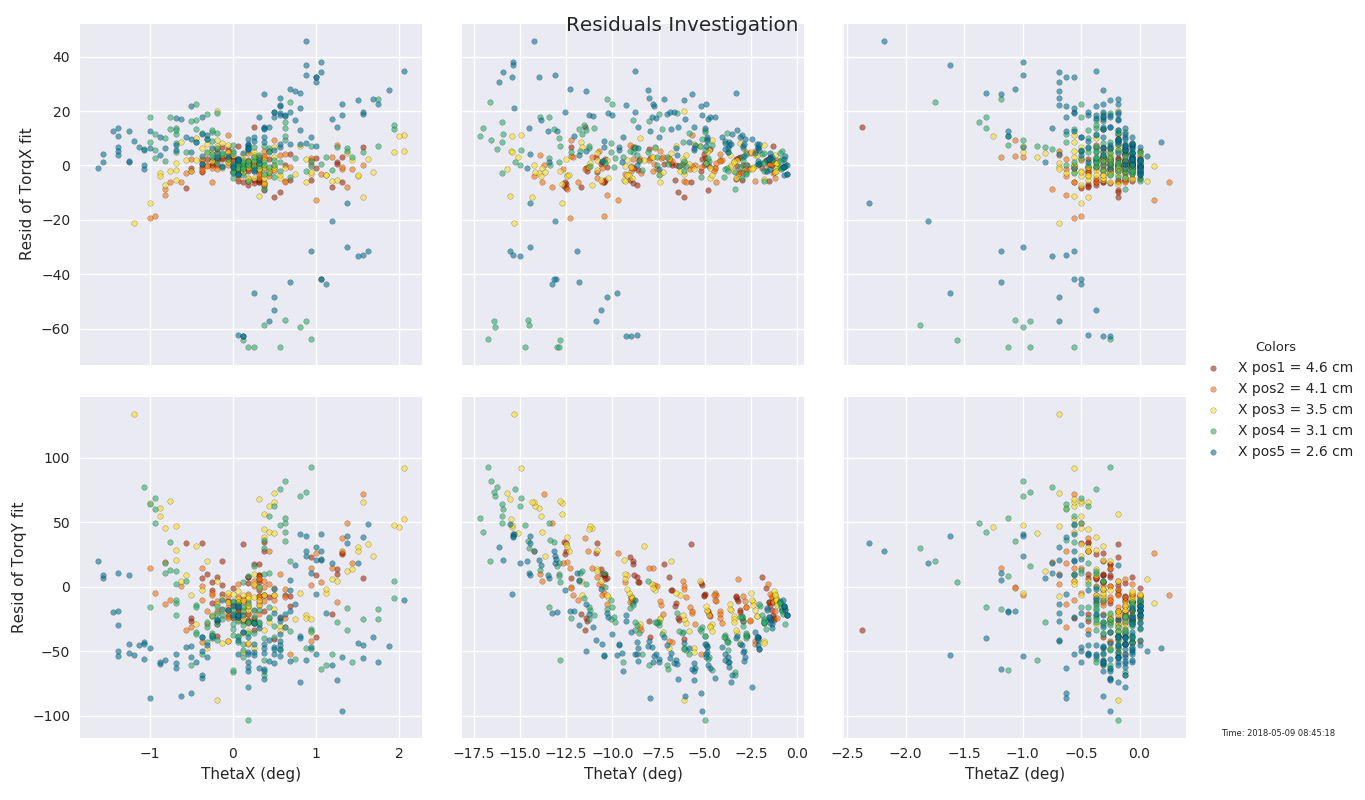 Residuals Investigation
Resid of TorqX fit
40
20
0
−20
−40
−60
Resid of TorqY fit
100
50
0
−50
−100
−1
0
1
2
ThetaX (deg)
−17.5
−15.0
−12.5
−10.0
−7.5
−5.0
−2.5
0.0
ThetaY (deg)
−2.5
−2.0
−1.5
−1.0
−0.5
0.0
ThetaZ (deg)
Colors
X pos1 = 4.6 cm
X pos2 = 4.1 cm
X pos3 = 3.5 cm
X pos4 = 3.1 cm
X pos5 = 2.6 cm
Time: 2018-05-09 08:45:18